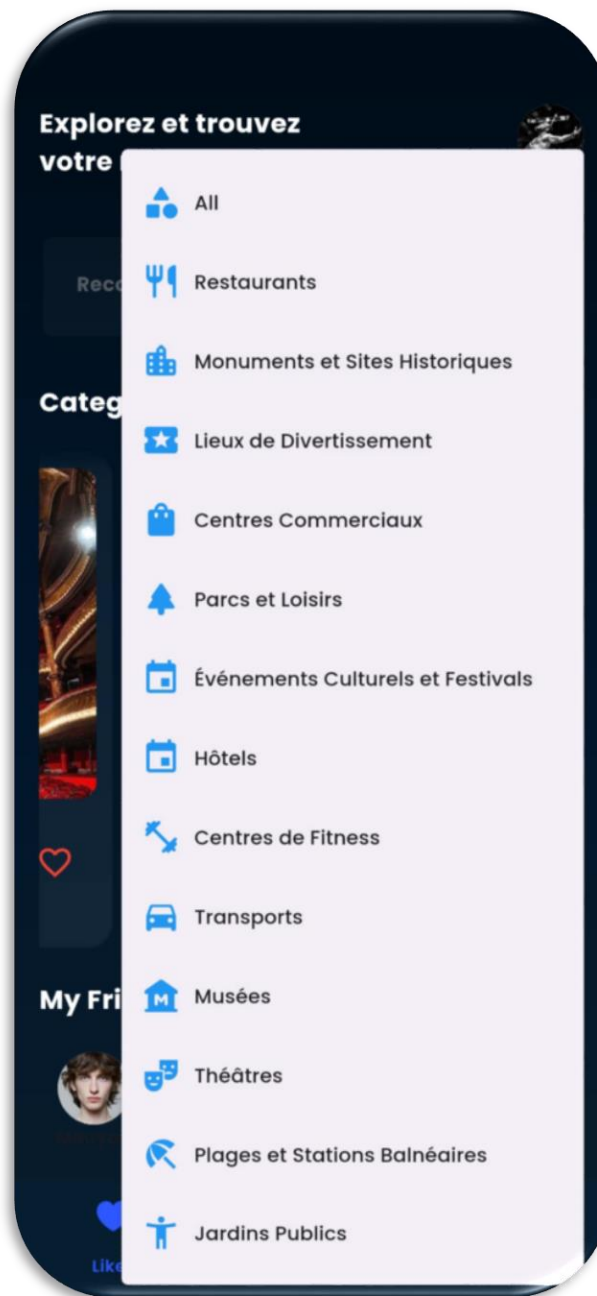 Explorez et trouvez
votre
All
Restaurants
Monuments et Sites Historiques
Lieux de Divertissement
Centres Commerciaux
Parcs et Loisirs
Événements Culturels et Festivals
Hôtels
Centres de Fitness
Transports
Musées
Théâtres
Plages et Stations Balnéaires
Jardins Publics
My